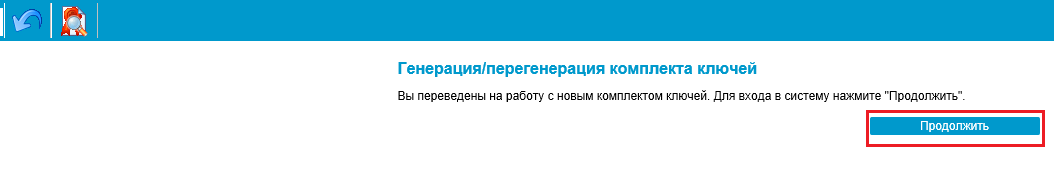 Генерация/перегенерация комплекта ключей
Вы переведены на работу с новым комплектом ключей. Для входа в систему нажмите "Продолжить".
Продолжить